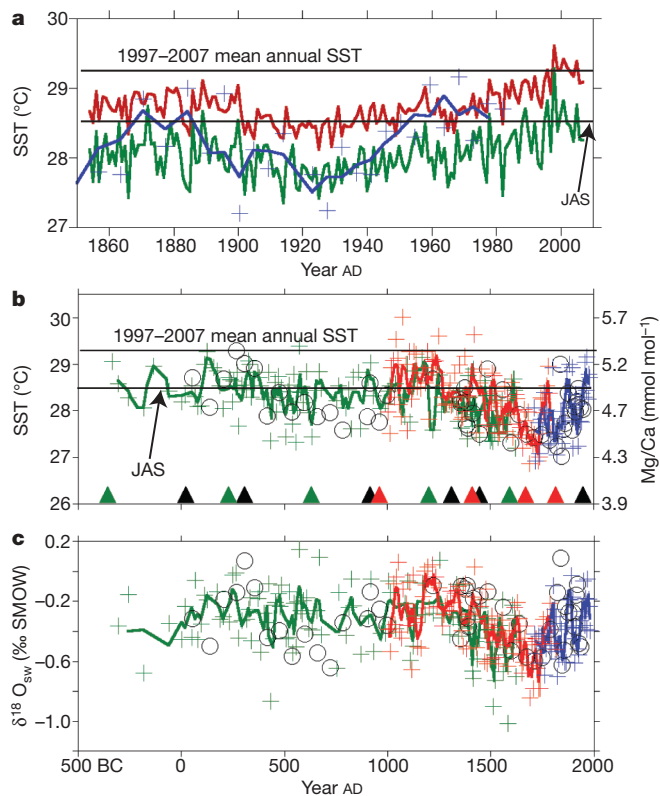 a
1997–2007 mean annual SST
30
29
28
27
SST (°C)
JAS
1860 1880 1900 1920 1940 1960 1980 2000
Year AD
b
1997–2007 mean annual SST
30
29
28
27
26
SST (°C)
JAS
5.7
5.2
4.7
4.3
3.9
Mg/Ca (mmol mol⁻¹)
c
0.2
−0.2
−0.6
−1.0
δ¹⁸ Osw (‰ SMOW)
500 BC 0 500 1000 1500 2000
Year AD